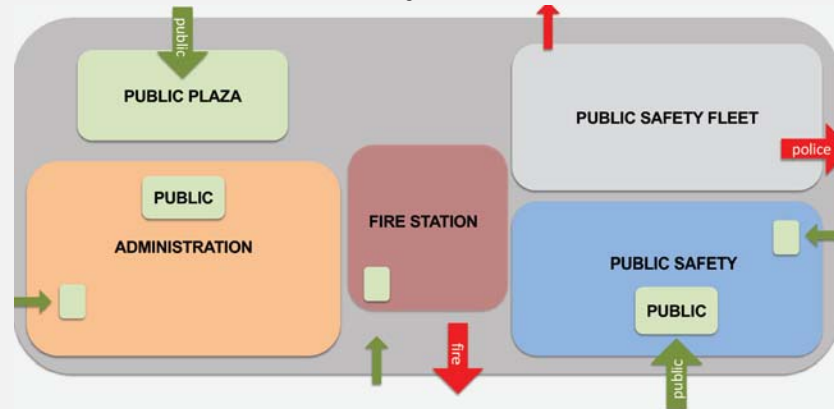 public
PUBLIC PLAZA
PUBLIC SAFETY FLEET
police
PUBLIC
ADMINISTRATION
FIRE STATION
PUBLIC SAFETY
PUBLIC
fire
public